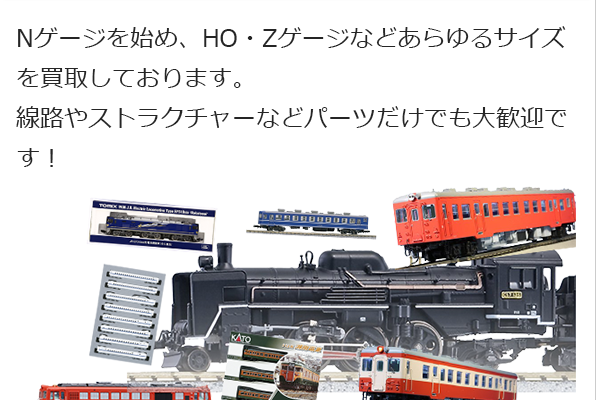 Nゲージを始め、HO・Zゲージなどあらゆるサイズ
を買取しております。
線路やストラクチャーなどパーツだけでも大歓迎で
す！
TOMIX
KATO